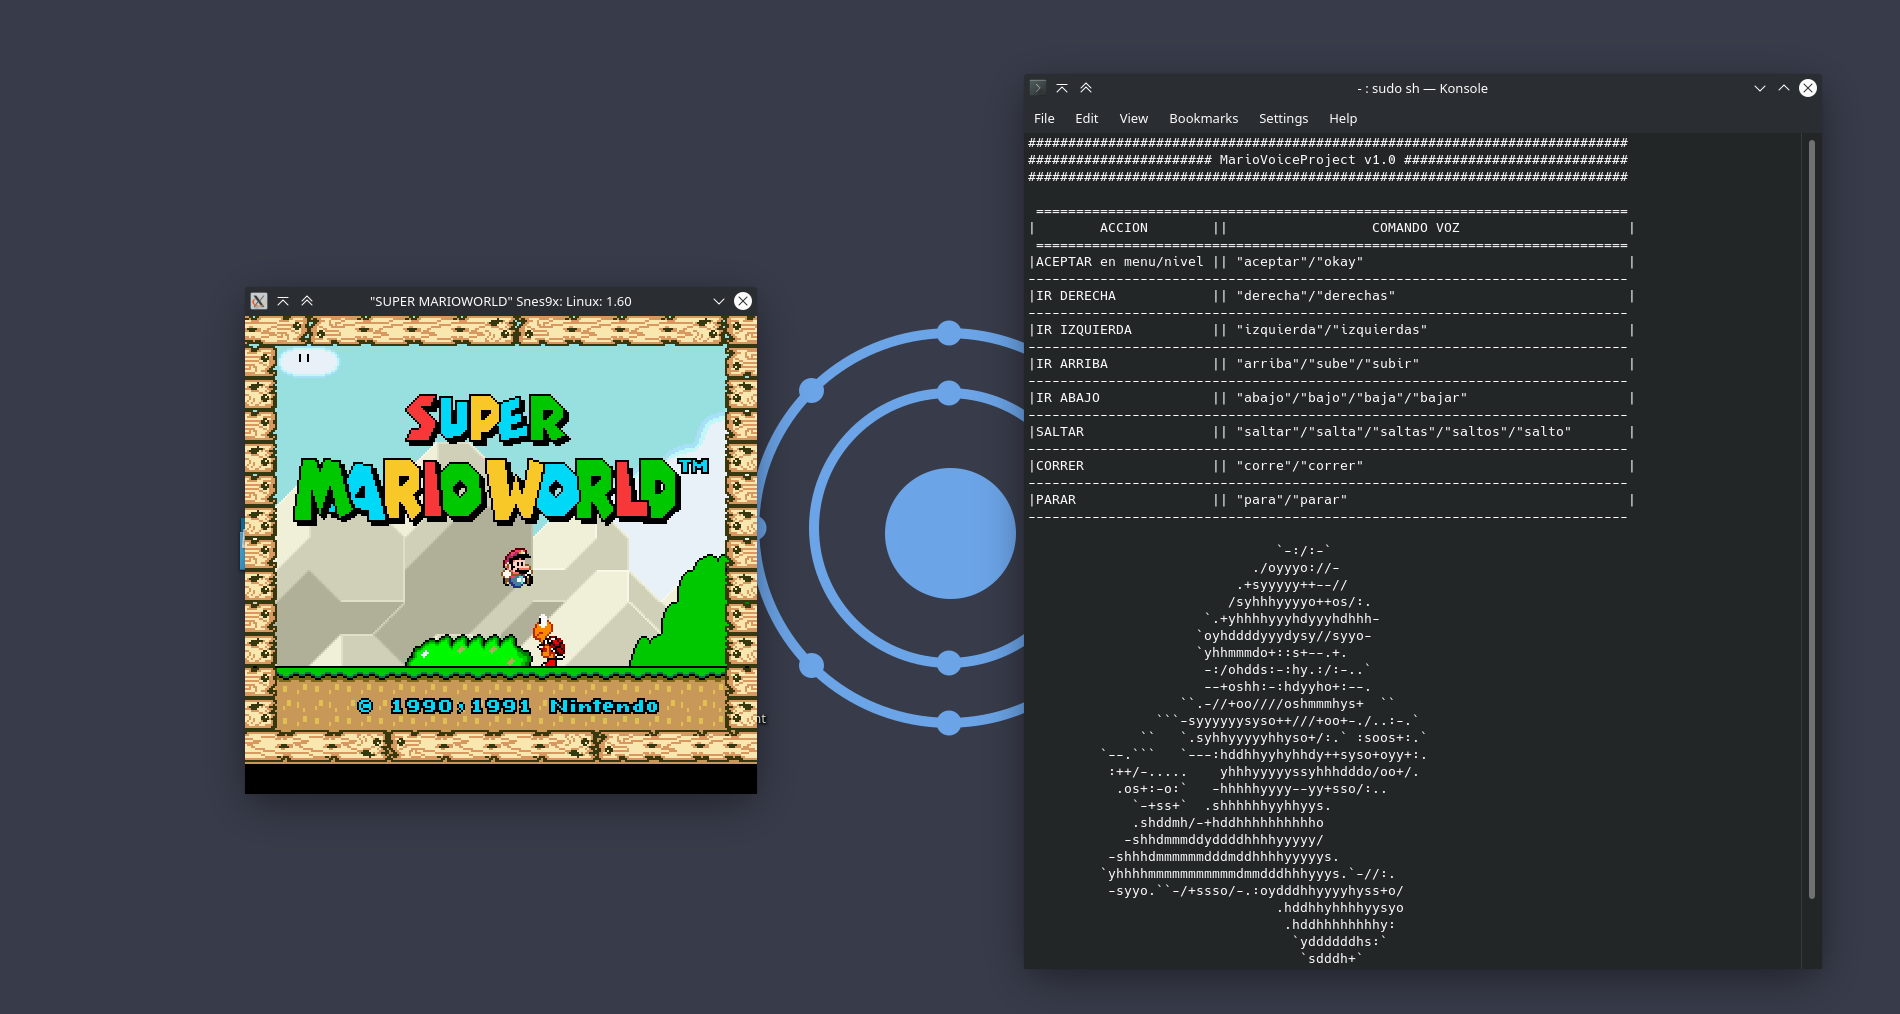 "SUPER MARIOWORLD" Snes9x: Linux: 1.60
SUPER
MARIO WORLD™
© 1990,1991 Nintendo
nt
- : sudo sh — Konsole
File Edit View Bookmarks Settings Help
###########################################################################
####################### MarioVoiceProject v1.0 ############################
###########################################################################
==========================================================================
| ACCION || COMANDO VOZ |
==========================================================================
|ACEPTAR en menu/nivel || "aceptar"/"okay" |
---------------------------------------------------------------------------
|IR DERECHA || "derecha"/"derechas" |
---------------------------------------------------------------------------
|IR IZQUIERDA || "izquierda"/"izquierdas" |
---------------------------------------------------------------------------
|IR ARRIBA || "arriba"/"sube"/"subir" |
---------------------------------------------------------------------------
|IR ABAJO || "abajo"/"bajo"/"baja"/"bajar" |
---------------------------------------------------------------------------
|SALTAR || "saltar"/"salta"/"saltas"/"saltos"/"salto" |
---------------------------------------------------------------------------
|CORRER || "corre"/"correr" |
---------------------------------------------------------------------------
|PARAR || "para"/"parar" |
---------------------------------------------------------------------------
`-:/:-`
./oyyyo://-
.+syyyyy++--//
/syhhhyyyyo++os/:.
`.+yhhhhyyyhdyyyhdhhh-
`oyhddddyyydysy//syyo-
`yhhmmmdo+::s+--.+.
-:/ohdds:-:hy.:/:-..`
--+oshh:-:hdyyho+:--.
``.-//+oo////oshmmmhys+ ``
```-syyyyyysyso++///+oo+-./..:-.`
`` `.syhhyyyyyhhyso+/:.` :soos+:.`
`--.``` `---:hddhhyyhyhhdy++syso+oyy+:.
:++/-..... yhhhyyyyyssyhhhdddo/oo+/.
.os+:-o:` -hhhhhyyyy--yy+sso/:..
`-+ss+` .shhhhhhyyhhyys.
.shddmh/-+hddhhhhhhhhhho
-shhdmmmddyddddhhhhyyyyy/
-shhhdmmmmmmdddmddhhhhyyyyys.
`yhhhhmmmmmmmmmmmdmmdddhhhyyys.`-//:.
-syyo.``-/+ssso/-.:oydddhhyyyyhyss+o/
.hddhhyhhhhyysyo
.hddhhhhhhhhy:
`yddddddhs:`
`sdddh+`